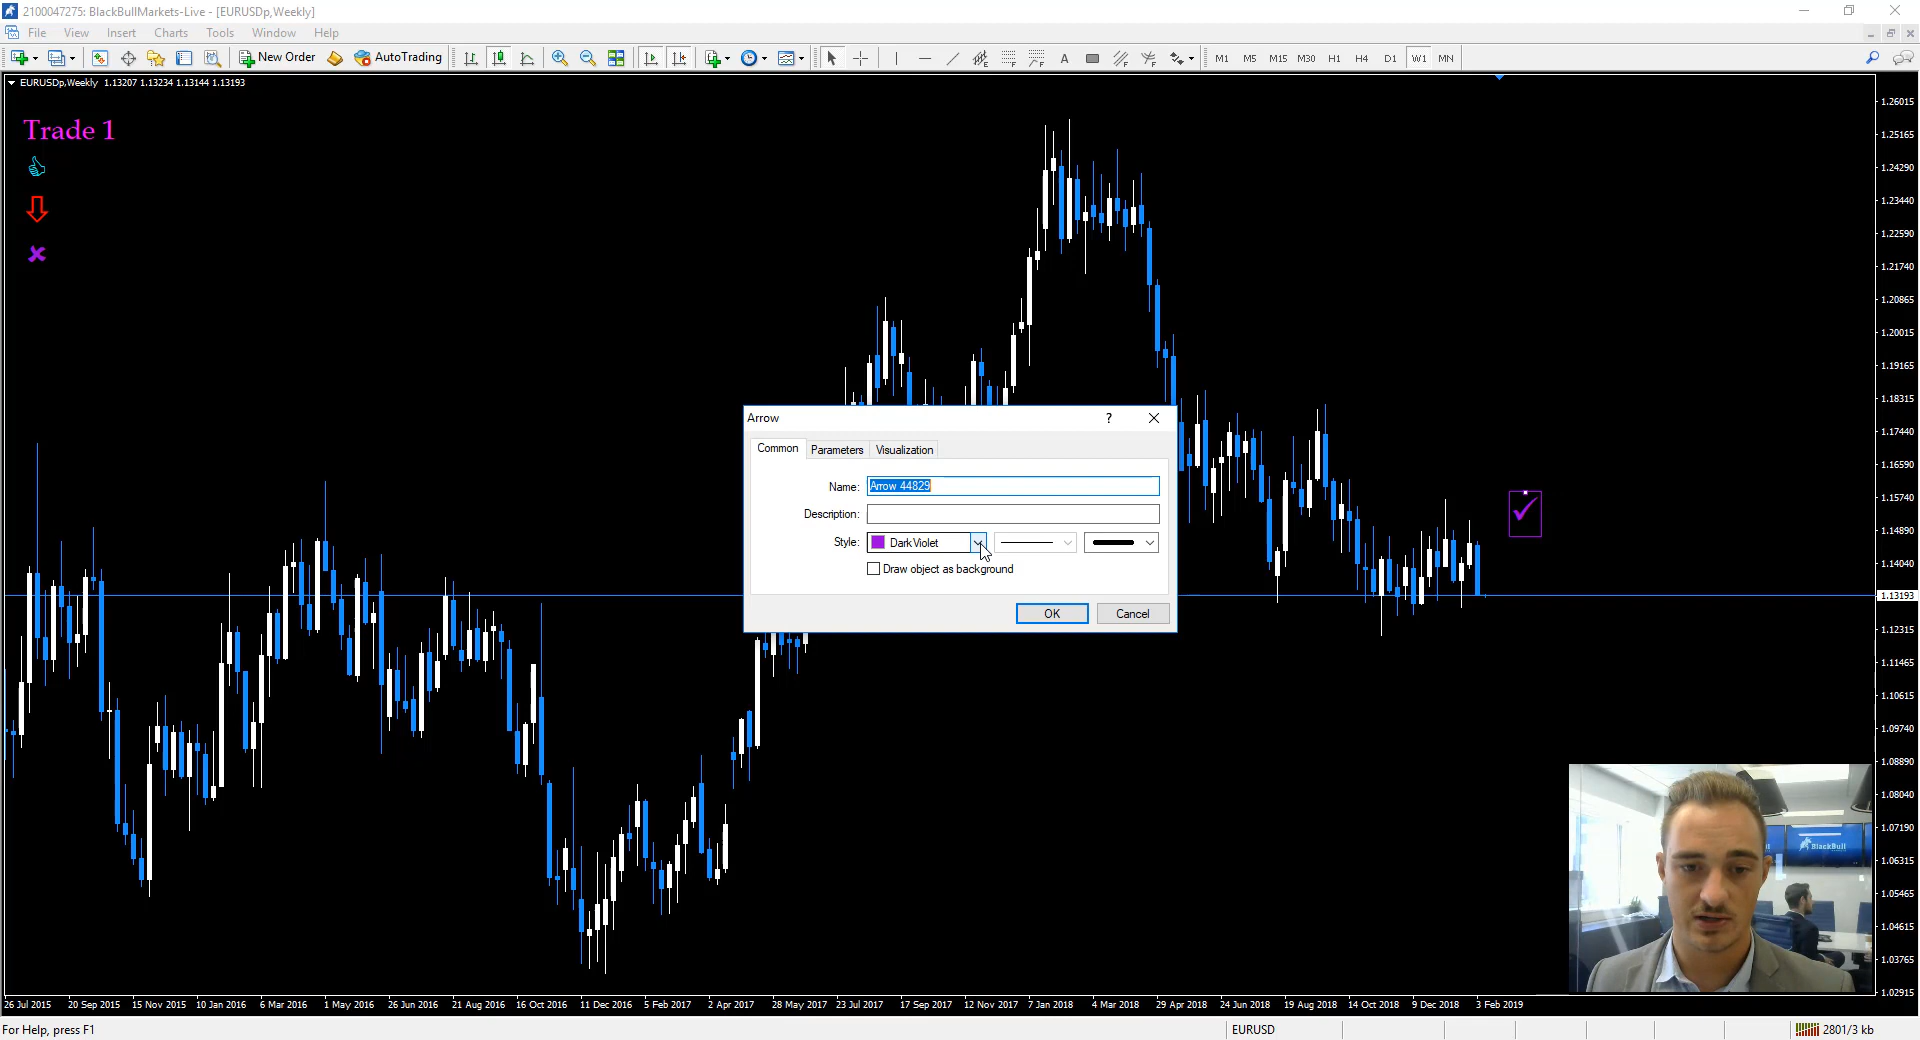 2100047275: BlackBullMarkets-Live - [EURUSDp,Weekly]
File View Insert Charts Tools Window Help
New Order AutoTrading A M1 M5 M15 M30 H1 H4 D1 W1 MN
EURUSDp,Weekly 1.13207 1.13234 1.13144 1.13193
Trade 1
1.26015
1.25165
1.24290
1.23440
1.22590
1.21740
1.20865
1.20015
1.19165
1.18315
1.17440
1.16590
1.15740
1.14890
1.14040
1.13193
1.12315
1.11465
1.10615
1.09740
1.08890
1.08040
1.07190
1.06315
1.05465
1.04615
1.03765
1.02915
Arrow ?
Common Parameters Visualization
Name: Arrow 44829
Description:
Style: DarkViolet
Draw object as background
OK Cancel
BlackBull
26 Jul 2015 20 Sep 2015 15 Nov 2015 10 Jan 2016 6 Mar 2016 1 May 2016 26 Jun 2016 21 Aug 2016 16 Oct 2016 11 Dec 2016 5 Feb 2017 2 Apr 2017 28 May 2017 23 Jul 2017 17 Sep 2017 12 Nov 2017 7 Jan 2018 4 Mar 2018 29 Apr 2018 24 Jun 2018 19 Aug 2018 14 Oct 2018 9 Dec 2018 3 Feb 2019
For Help, press F1 EURUSD 2801/3 kb